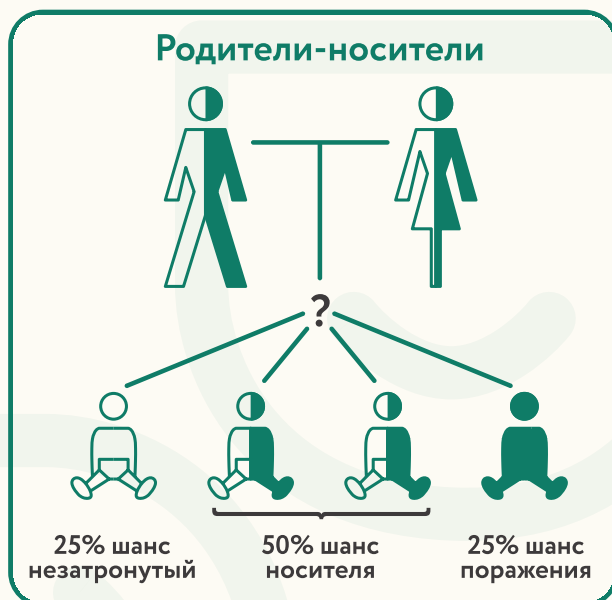 Родители-носители
?
25% шанс
незатронутый
50% шанс
носителя
25% шанс
поражения